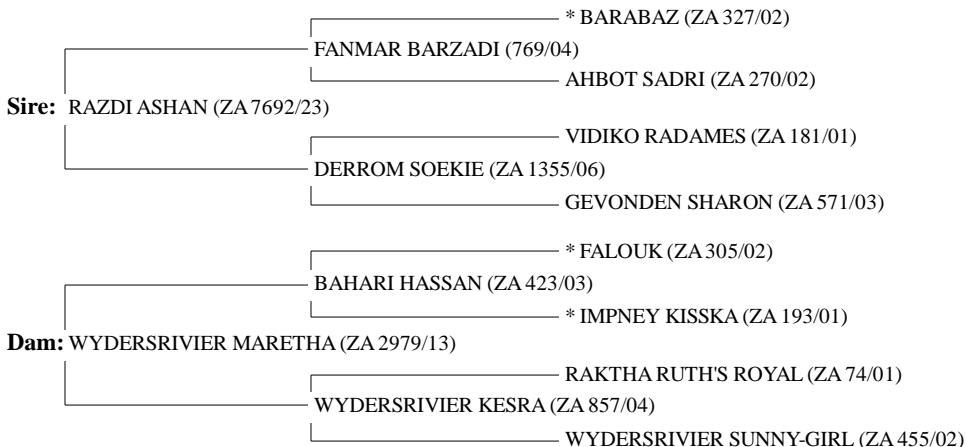 * BARABAZ (ZA 327/02)
FANMAR BARZADI (769/04)
AHBOT SADRI (ZA 270/02)
Sire: RAZDI ASHAN (ZA 7692/23)
VIDIKO RADAMES (ZA 181/01)
DERROM SOEKIE (ZA 1355/06)
GEVONDEN SHARON (ZA 571/03)
* FALOUK (ZA 305/02)
BAHARI HASSAN (ZA 423/03)
* IMPNEY KISSKA (ZA 193/01)
Dam: WYDERSRIVIER MARETHA (ZA 2979/13)
RAKTHA RUTH'S ROYAL (ZA 74/01)
WYDERSRIVIER KESRA (ZA 857/04)
WYDERSRIVIER SUNNY-GIRL (ZA 455/02)